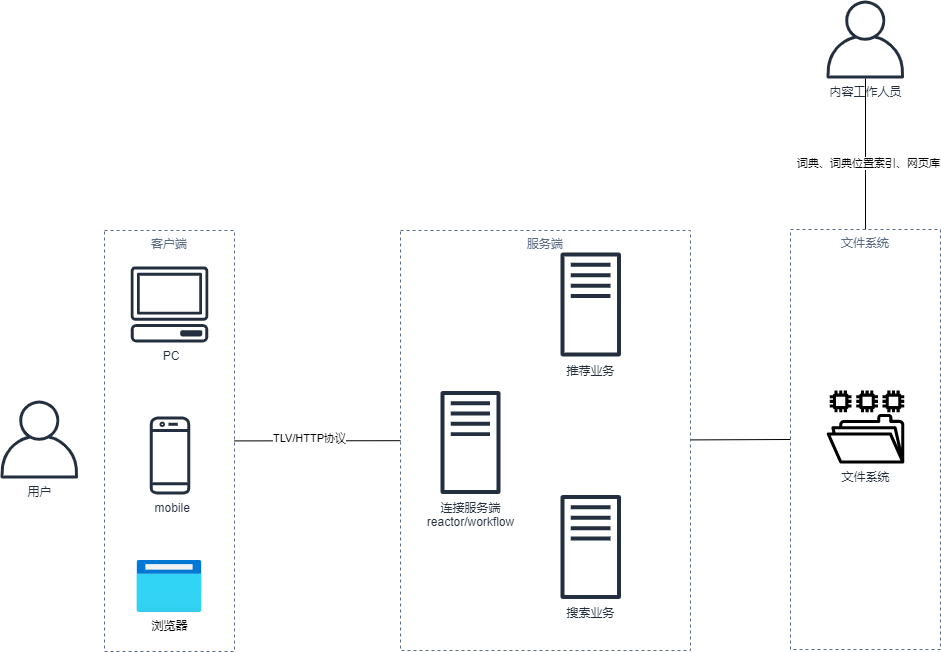 内容工作人员
词典、词典位置索引、网页库
客户端
服务端
文件系统
PC
推荐业务
TLV/HTTP协议
用户
mobile
连接服务端
reactor/workflow
文件系统
浏览器
搜索业务